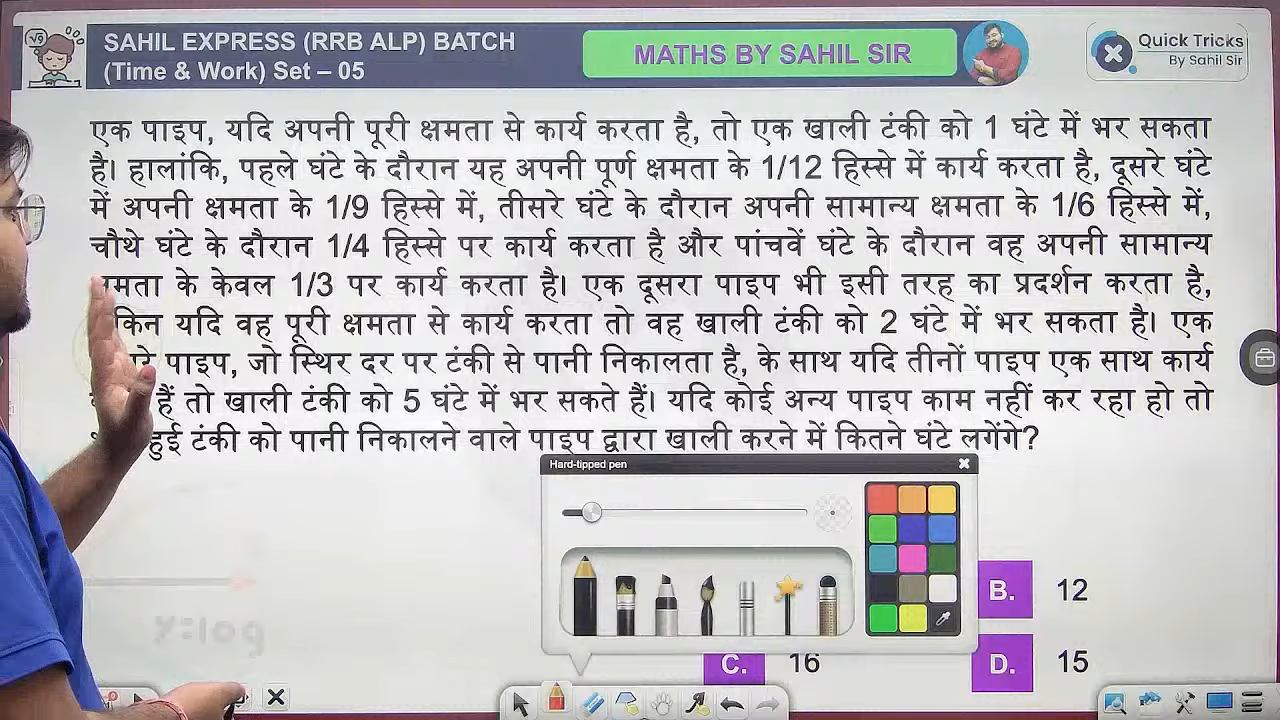 SAHIL EXPRESS (RRB ALP) BATCH
(Time & Work) Set – 05
MATHS BY SAHIL SIR
Quick Tricks
By Sahil Sir
एक पाइप, यदि अपनी पूरी क्षमता से कार्य करता है, तो एक खाली टंकी को 1 घंटे में भर सकता
है। हालांकि, पहले घंटे के दौरान यह अपनी पूर्ण क्षमता के 1/12 हिस्से में कार्य करता है, दूसरे घंटे
में अपनी क्षमता के 1/9 हिस्से में, तीसरे घंटे के दौरान अपनी सामान्य क्षमता के 1/6 हिस्से में,
चौथे घंटे के दौरान 1/4 हिस्से पर कार्य करता है और पांचवें घंटे के दौरान वह अपनी सामान्य
के केवल 1/3 पर कार्य करता है। एक दूसरा पाइप भी इसी तरह का प्रदर्शन करता है,
यदि वह पूरी क्षमता से कार्य करता तो वह खाली टंकी को 2 घंटे में भर सकता है। एक
पाइप, जो स्थिर दर पर टंकी से पानी निकालता है, के साथ यदि तीनों पाइप एक साथ कार्य
हैं तो खाली टंकी को 5 घंटे में भर सकते हैं। यदि कोई अन्य पाइप काम नहीं कर रहा हो तो
हुई टंकी को पानी निकालने वाले पाइप द्वारा खाली करने में कितने घंटे लगेंगे?
Hard-tipped pen
B. 12
C. 16
D. 15